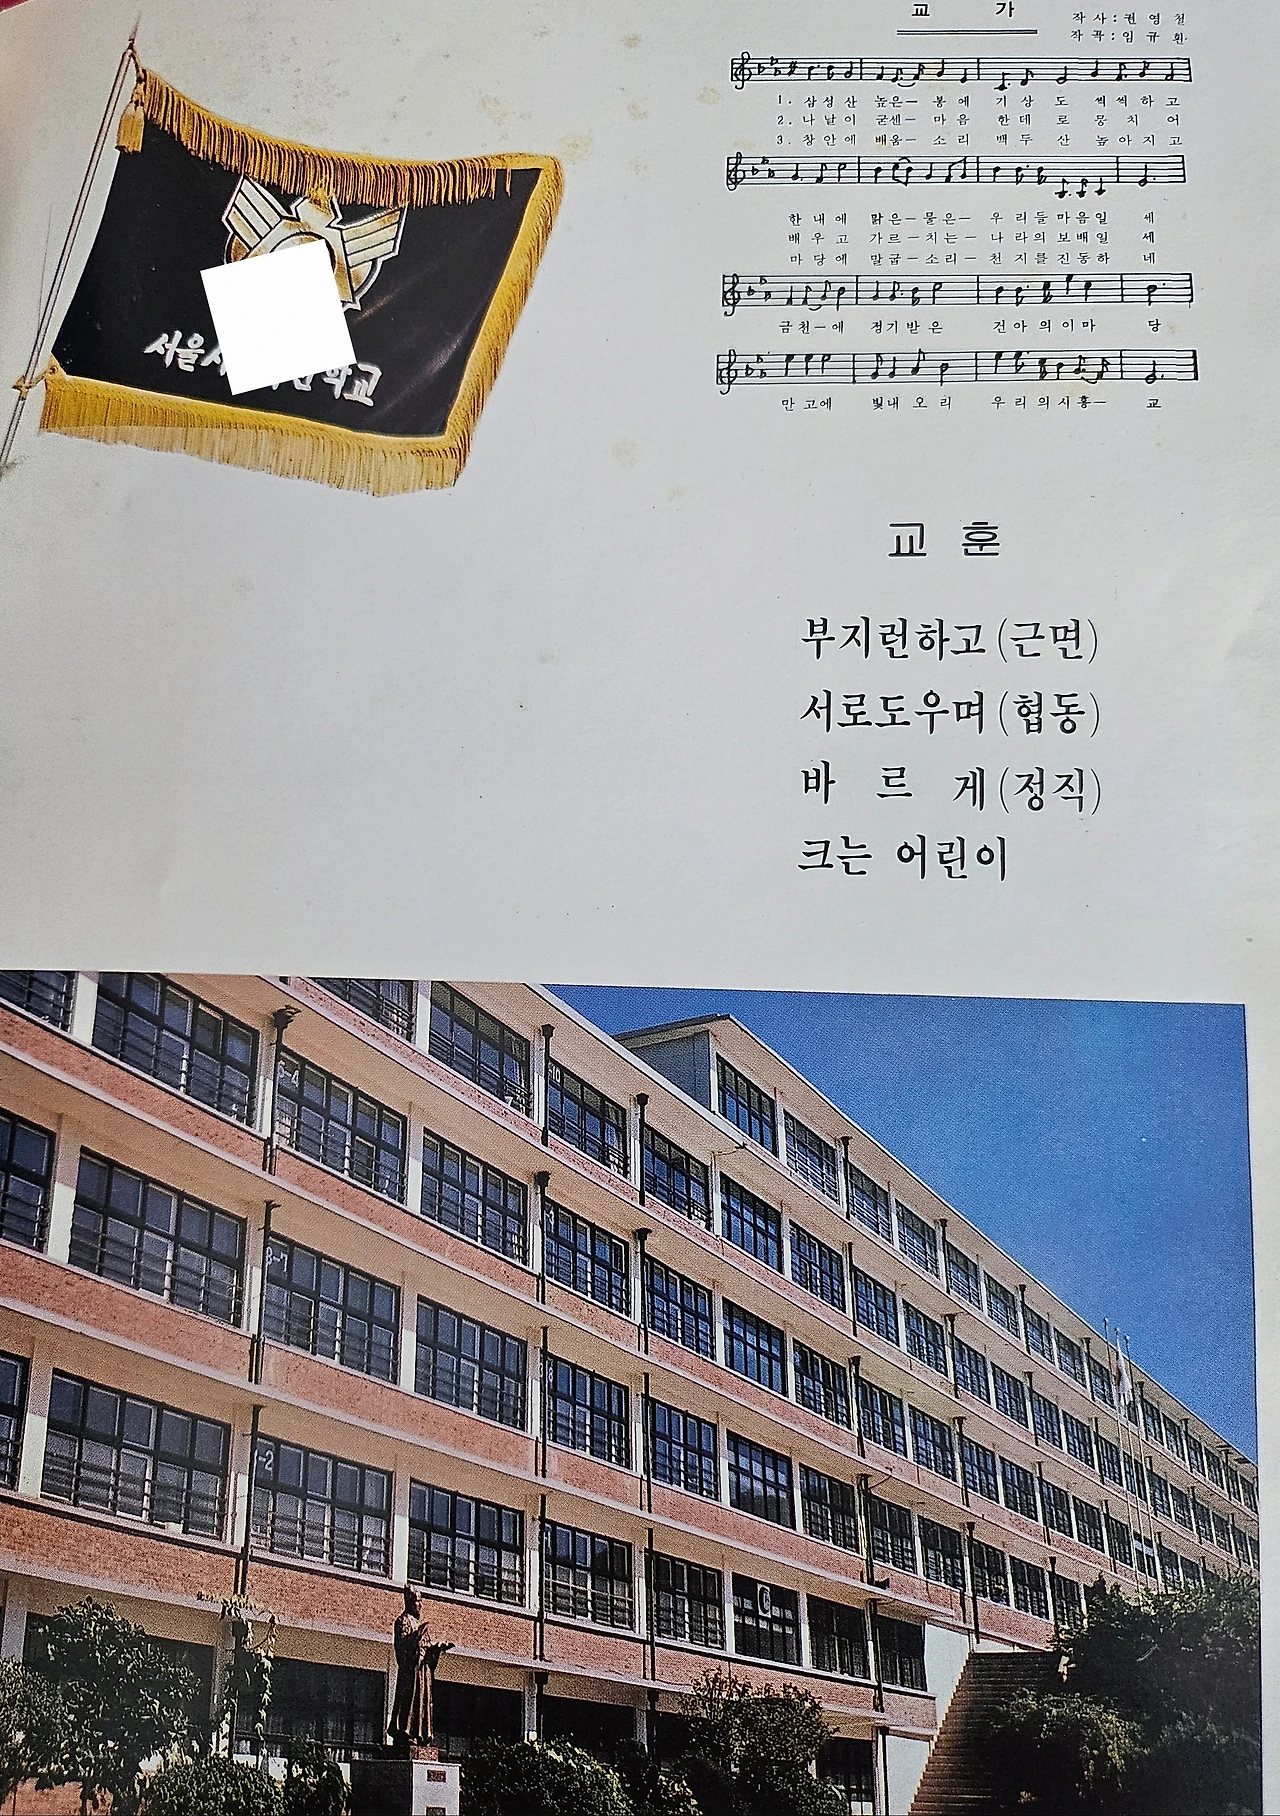 교 가
작사:권영철
작곡:임규환
1. 삼성산 높은— 봉에 기상도 씩씩하고
2. 나날이 굳센— 마음 한데로 뭉치어
3. 창안에 배움— 소리 백두산 높아지고
한내에 맑은—물은— 우리들마음일세
배우고 가르—치는— 나라의보배일세
마당에 말굽—소리— 천지를진동하네
금천—에 정기받은 건아의이마당
만고에 빛내오리 우리의시흥—교
서울시
학교
교 훈
부지런하고(근면)
서로도우며(협동)
바 르 게(정직)
크는 어린이
5-4
8-7
-2